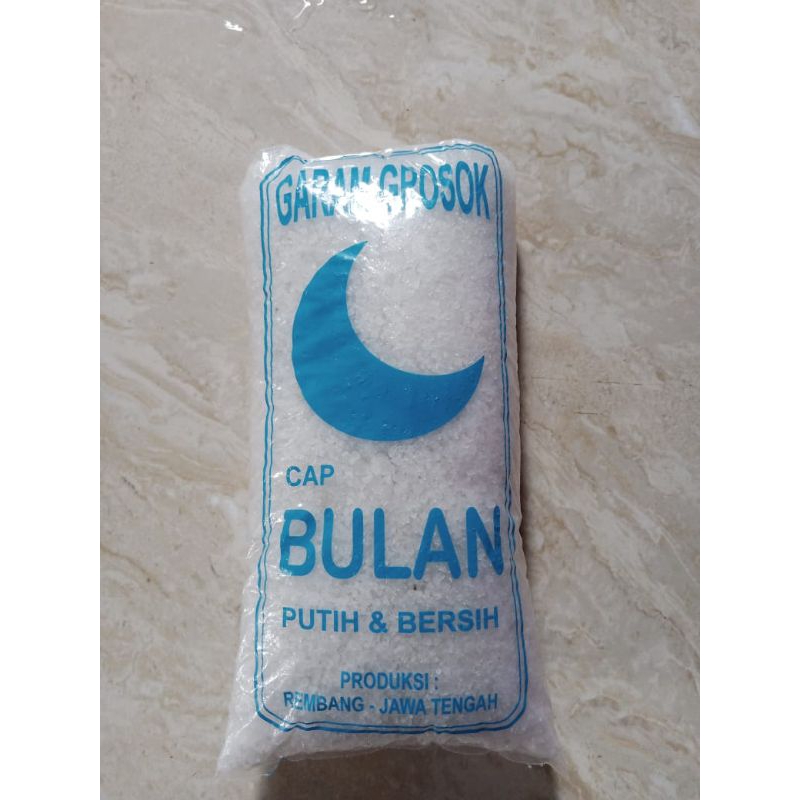 GARAM GROSOK
CAP
BULAN
PUTIH & BERSIH
PRODUKSI :
REMBANG - JAWA TENGAH